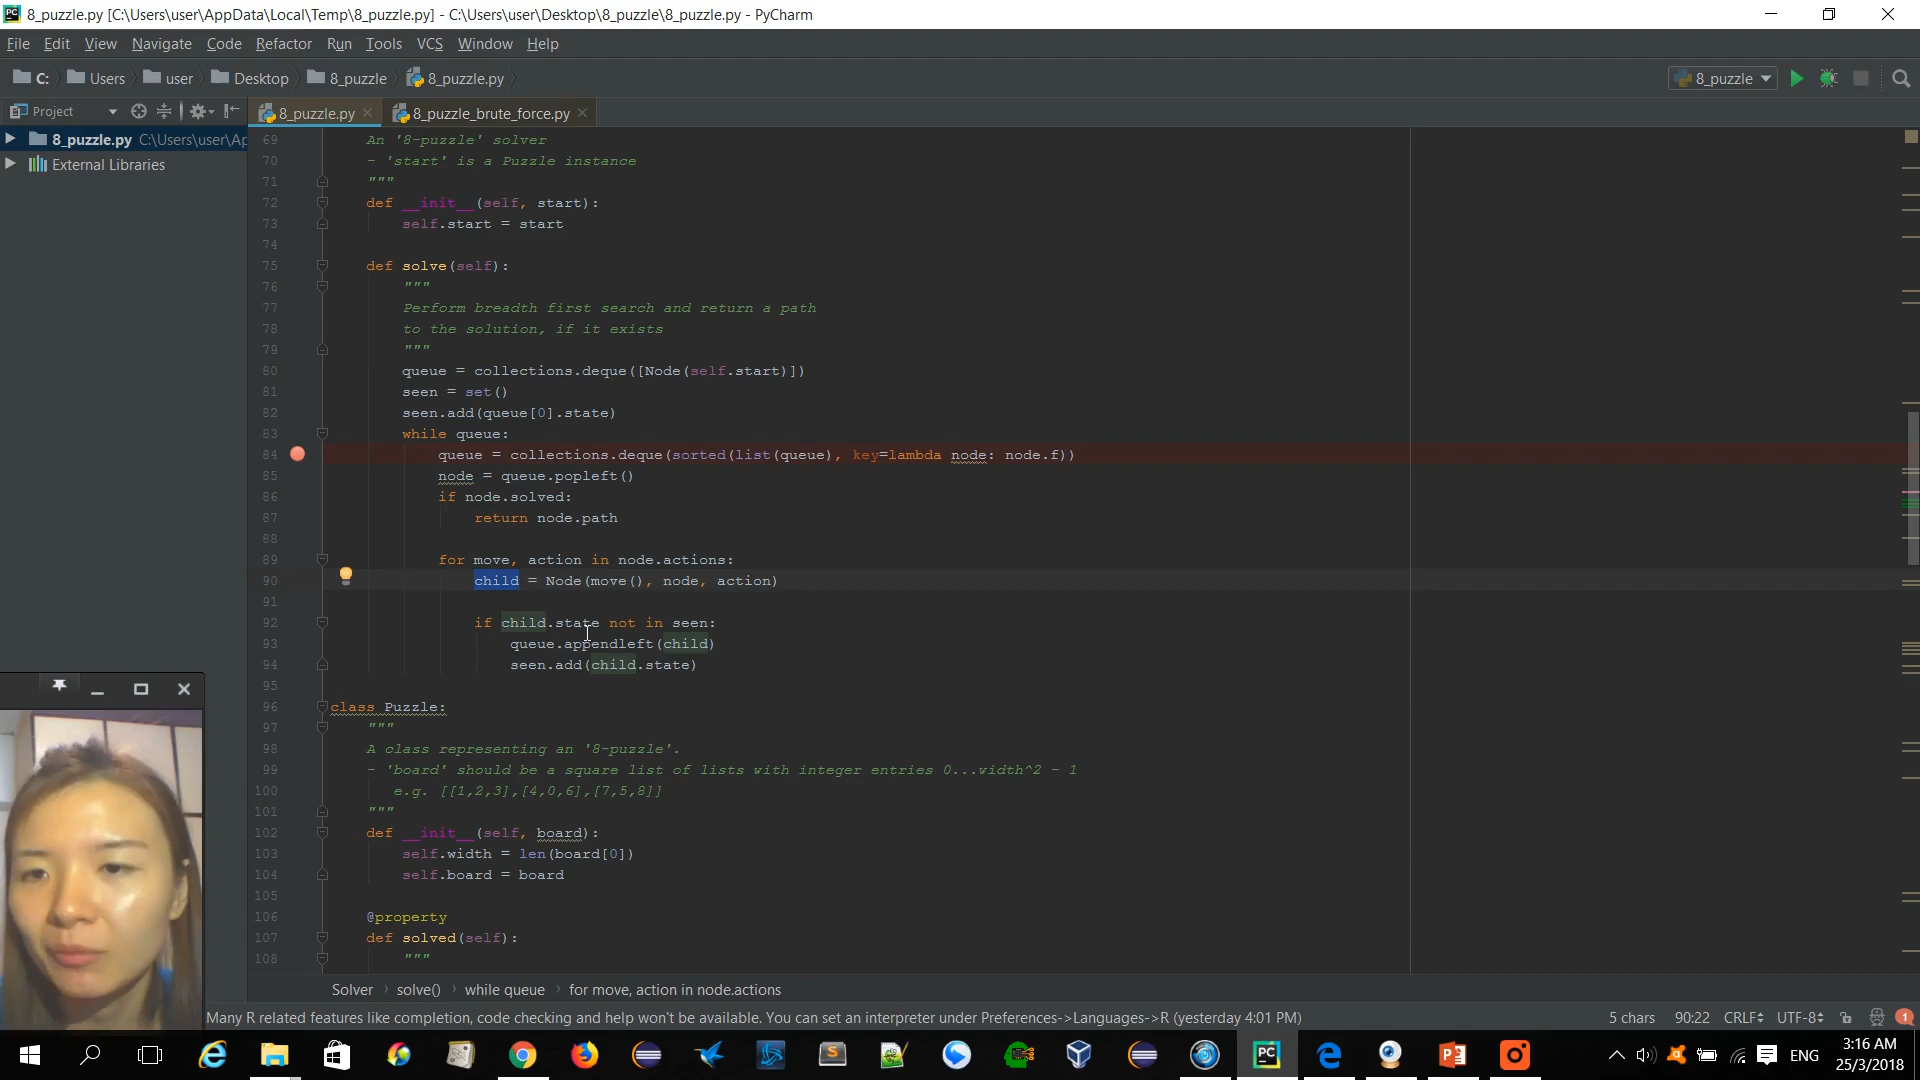 8_puzzle.py [C:\Users\user\AppData\Local\Temp\8_puzzle.py] - C:\Users\user\Desktop\8_puzzle\8_puzzle.py - PyCharm
File Edit View Navigate Code Refactor Run Tools VCS Window Help
C: Users user Desktop 8_puzzle 8_puzzle.py 8_puzzle
Project 8_puzzle.py 8_puzzle_brute_force.py
8_puzzle.py C:\Users\user\Ap
External Libraries
69 An '8-puzzle' solver
70 - 'start' is a Puzzle instance
71 """
72 def __init__(self, start):
73 self.start = start
74
75 def solve(self):
76 """
77 Perform breadth first search and return a path
78 to the solution, if it exists
79 """
80 queue = collections.deque([Node(self.start)])
81 seen = set()
82 seen.add(queue[0].state)
83 while queue:
84 queue = collections.deque(sorted(list(queue), key=lambda node: node.f))
85 node = queue.popleft()
86 if node.solved:
87 return node.path
88
89 for move, action in node.actions:
90 child = Node(move(), node, action)
91
92 if child.state not in seen:
93 queue.appendleft(child)
94 seen.add(child.state)
95
96 class Puzzle:
97 """
98 A class representing an '8-puzzle'.
99 - 'board' should be a square list of lists with integer entries 0...width^2 - 1
100 e.g. [[1,2,3],[4,0,6],[7,5,8]]
101 """
102 def __init__(self, board):
103 self.width = len(board[0])
104 self.board = board
105
106 @property
107 def solved(self):
108 """
Solver solve() while queue for move, action in node.actions
Many R related features like completion, code checking and help won't be available. You can set an interpreter under Preferences->Languages->R (yesterday 4:01 PM) 5 chars 90:22 CRLF UTF-8 1
ENG 3:16 AM
25/3/2018